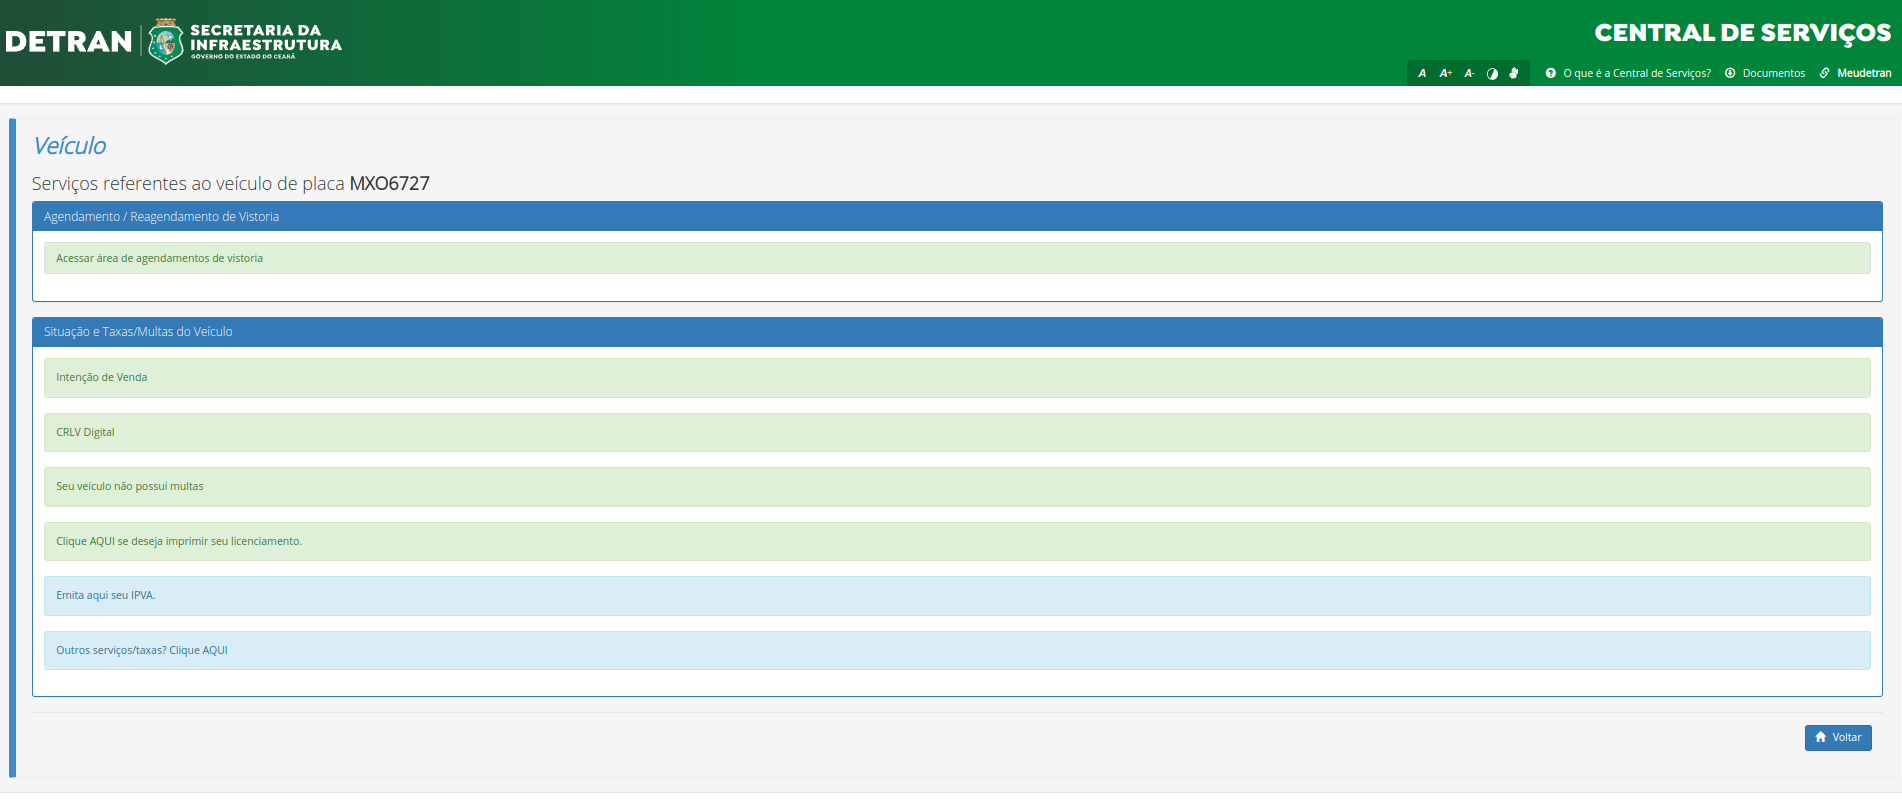 DETRAN
SECRETARIA DA
INFRAESTRUTURA
GOVERNO DO ESTADO DO CEARÁ
CENTRAL DE SERVIÇOS
A A+ A- O que é a Central de Serviços? Documentos Meudetran
Veículo
Serviços referentes ao veículo de placa MXO6727
Agendamento / Reagendamento de Vistoria
Acessar área de agendamentos de vistoria
Situação e Taxas/Multas do Veículo
Intenção de Venda
CRLV Digital
Seu veículo não possui multas
Clique AQUI se deseja imprimir seu licenciamento.
Emita aqui seu IPVA.
Outros serviços/taxas? Clique AQUI
Voltar